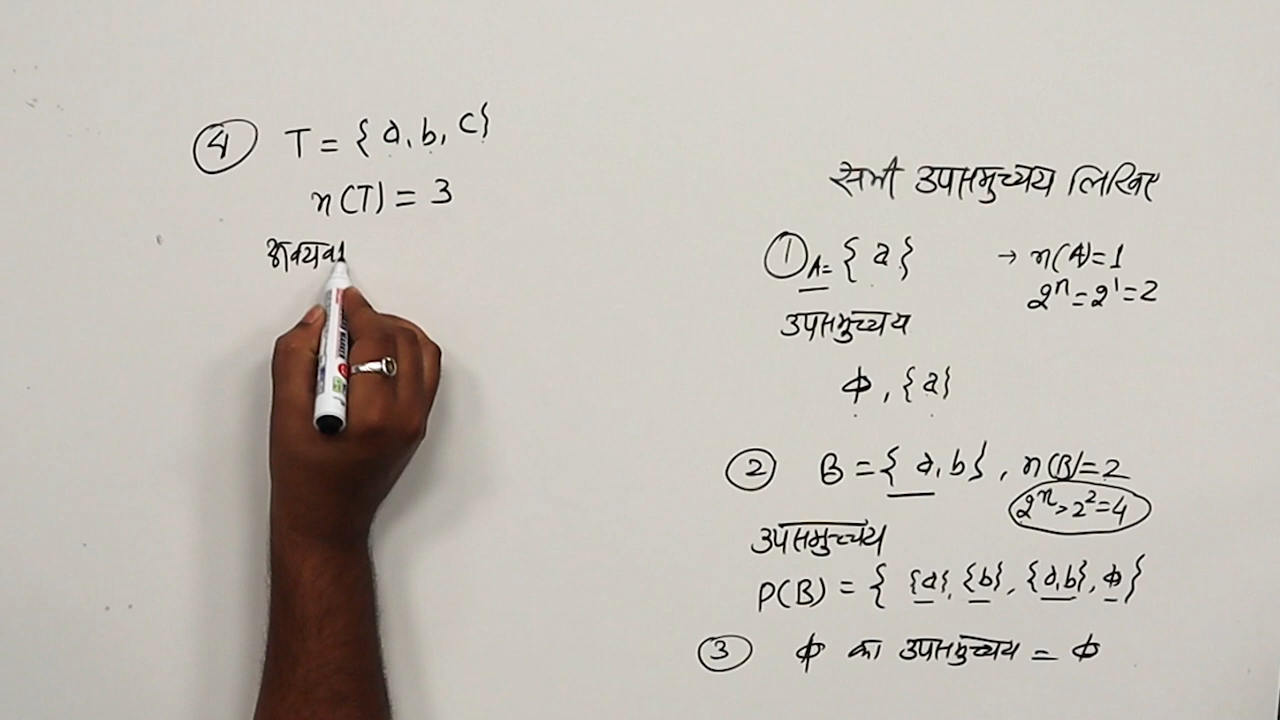 ④ T = { a, b, c}
n(T) = 3
अवयवा
सभी उपसमुच्चय लिखिए
① A= { a } → n(A)=1
2ⁿ = 2¹ = 2
उपसमुच्चय
ϕ , {a}
② B = { a, b} , n(B)=2
2ⁿ > 2² = 4
उपसमुच्चय
P(B) = { {a}, {b}, {a,b}, ϕ }
③ ϕ का उपसमुच्चय = ϕ